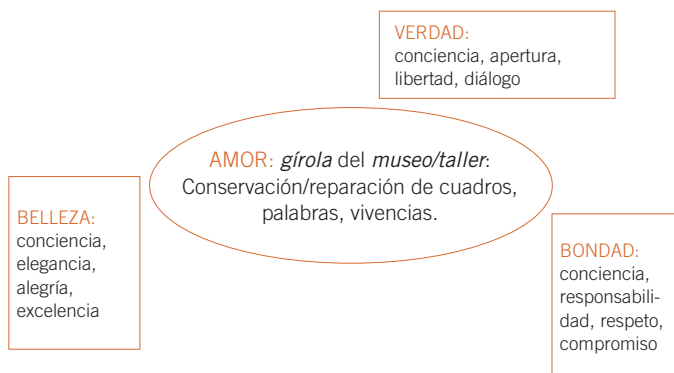 VERDAD:
conciencia, apertura,
libertad, diálogo
AMOR: gírola del museo/taller:
Conservación/reparación de cuadros,
palabras, vivencias.
BELLEZA:
conciencia,
elegancia,
alegría,
excelencia
BONDAD:
conciencia,
responsabili-
dad, respeto,
compromiso